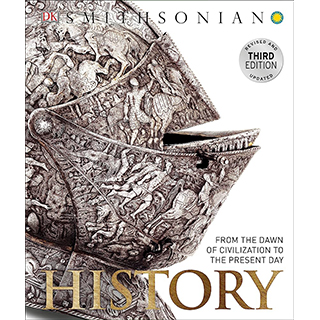 DK SMITHSONIAN
REVISED AND
THIRD
EDITION
UPDATED
FROM THE DAWN
OF CIVILIZATION TO
THE PRESENT DAY
HISTORY